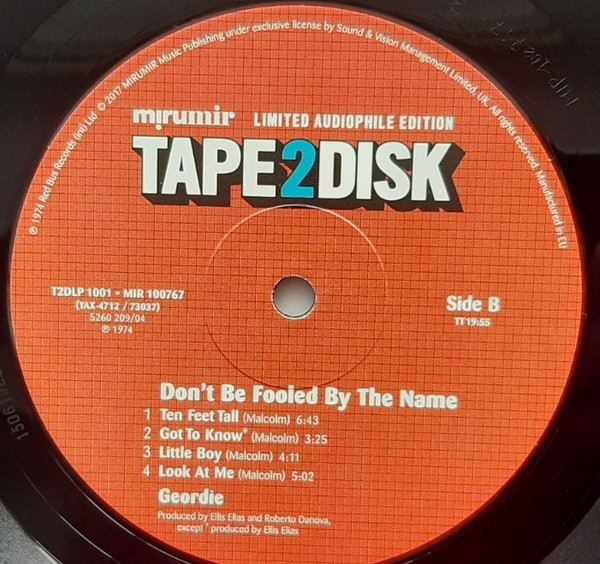 ℗ 1974 Red Bus Records (Int) Ltd © 2017 MIRUMIR Music Publishing under exclusive license by Sound & Vision Management Limited, UK. All rights reserved. Manufactured in EU
mirumir LIMITED AUDIOPHILE EDITION
TAPE2DISK
T2DLP 1001 • MIR 100767
(YAX-4712 / 73037)
5260 209/04
℗ 1974
Side B
TT 19:55
Don't Be Fooled By The Name
1 Ten Feet Tall (Malcolm) 6:43
2 Got To Know* (Malcolm) 3:25
3 Little Boy (Malcolm) 4:11
4 Look At Me (Malcolm) 5:02
Geordie
Produced by Ellis Elias and Roberto Danova,
except * produced by Ellis Elias